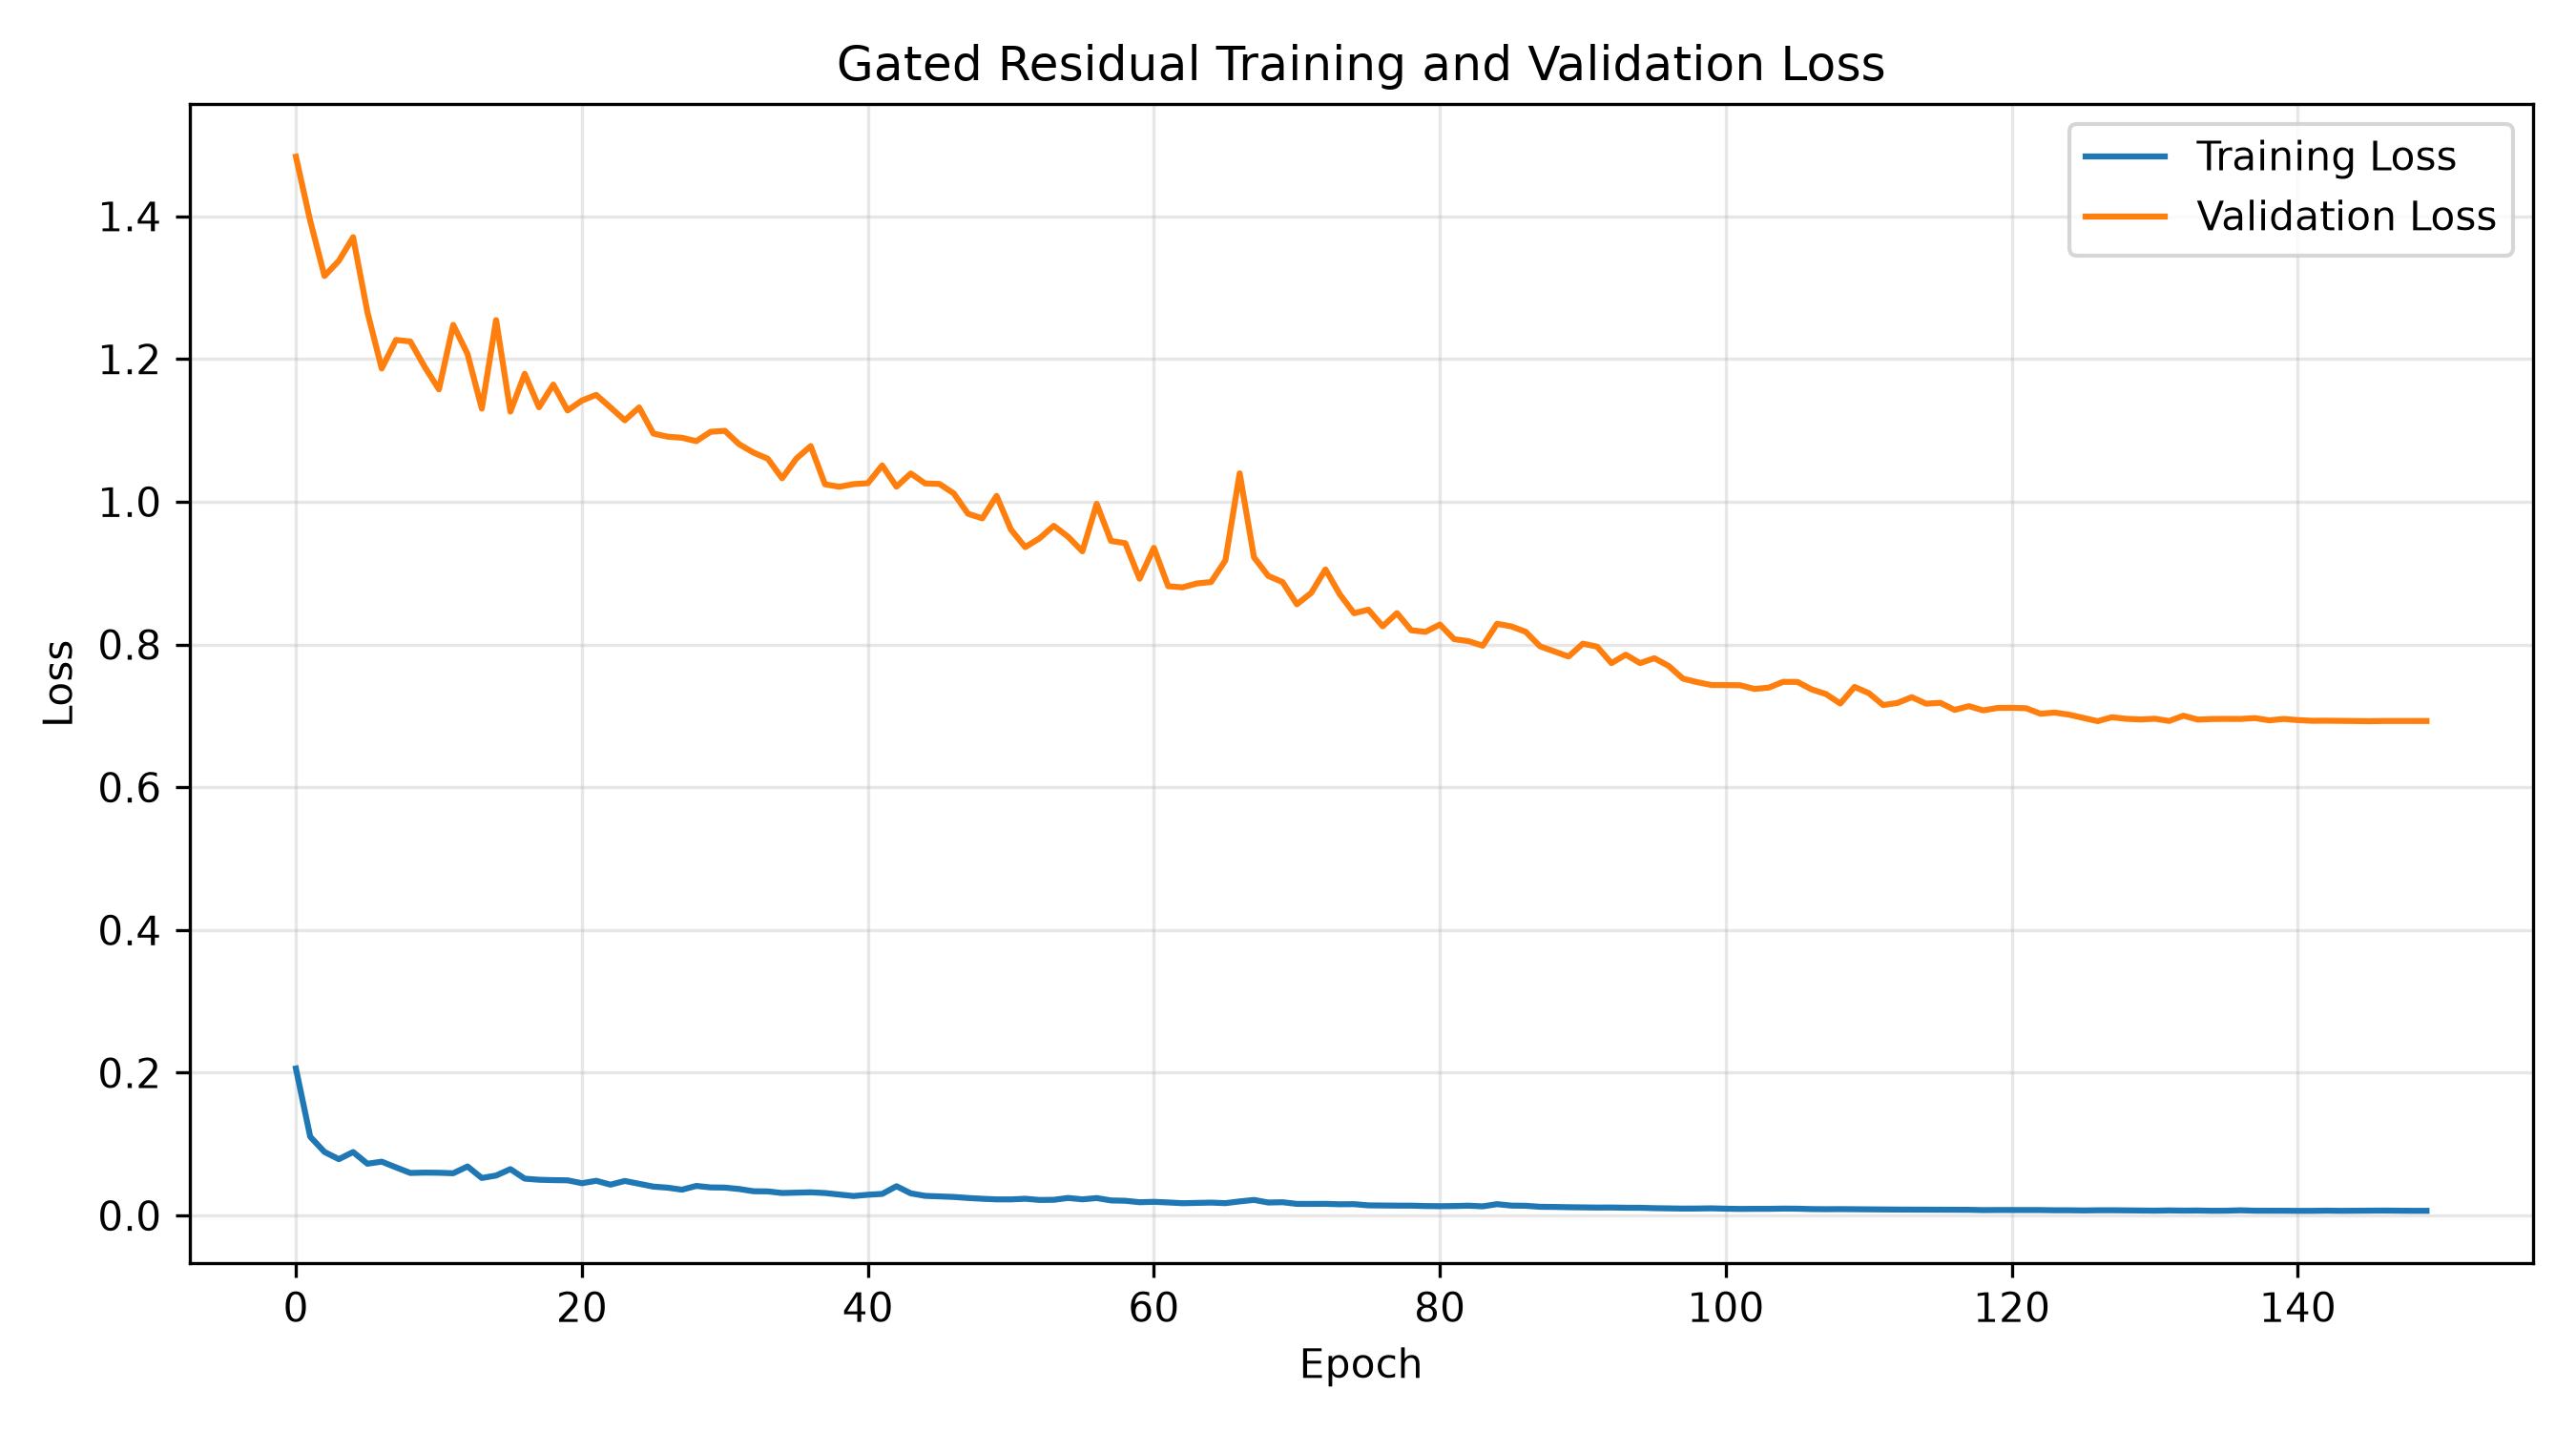 Gated Residual Training and Validation Loss
Training Loss
Validation Loss
1.4
1.2
1.0
0.8
0.6
0.4
0.2
0.0
Loss
0 20 40 60 80 100 120 140
Epoch